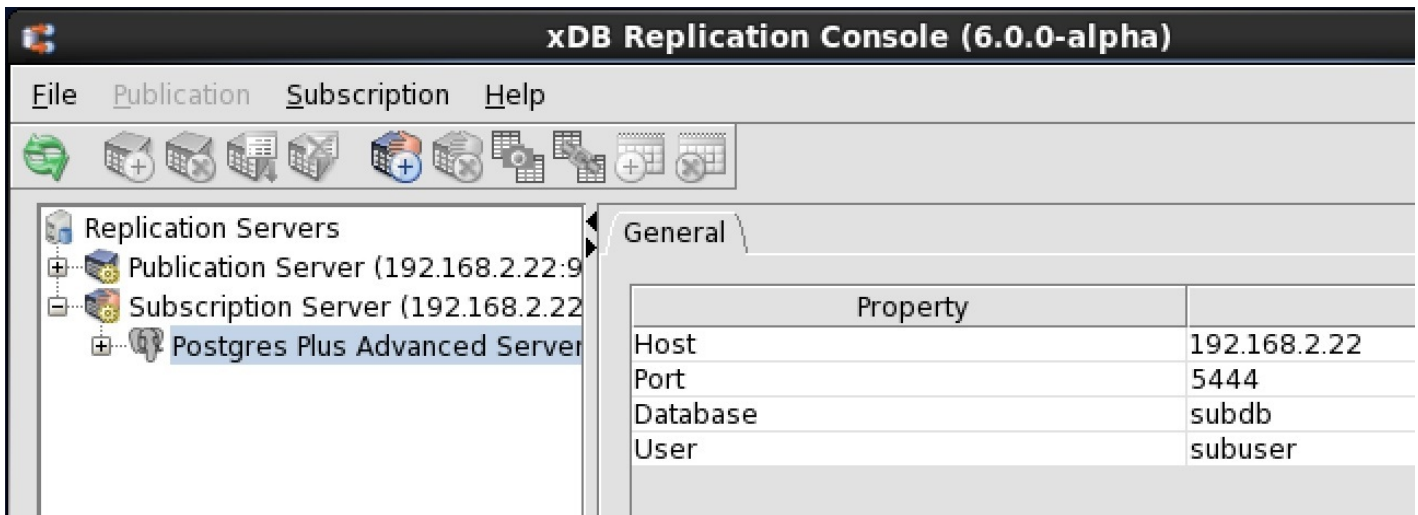 xDB Replication Console (6.0.0-alpha)
File Publication Subscription Help
Replication Servers
Publication Server (192.168.2.22:9
Subscription Server (192.168.2.22
Postgres Plus Advanced Server
General
Property
Host 192.168.2.22
Port 5444
Database subdb
User subuser